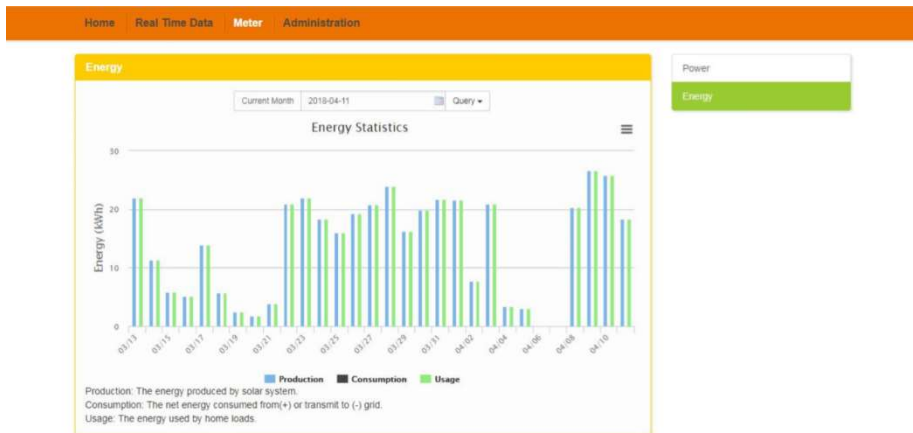 Home Real Time Data Meter Administration
Energy
Power
Energy
Current Month 2018-04-11 Query
Energy Statistics
Energy (kWh)
30
20
10
0
03/13 03/15 03/17 03/19 03/21 03/23 03/25 03/27 03/29 03/31 04/02 04/04 04/06 04/08 04/10
Production Consumption Usage
Production: The energy produced by solar system.
Consumption: The net energy consumed from(+) or transmit to (-) grid.
Usage: The energy used by home loads.